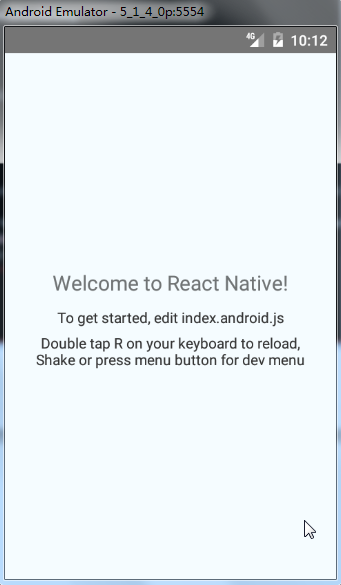 Android Emulator - 5_1_4_0p:5554
4G 10:12
Welcome to React Native!
To get started, edit index.android.js
Double tap R on your keyboard to reload,
Shake or press menu button for dev menu